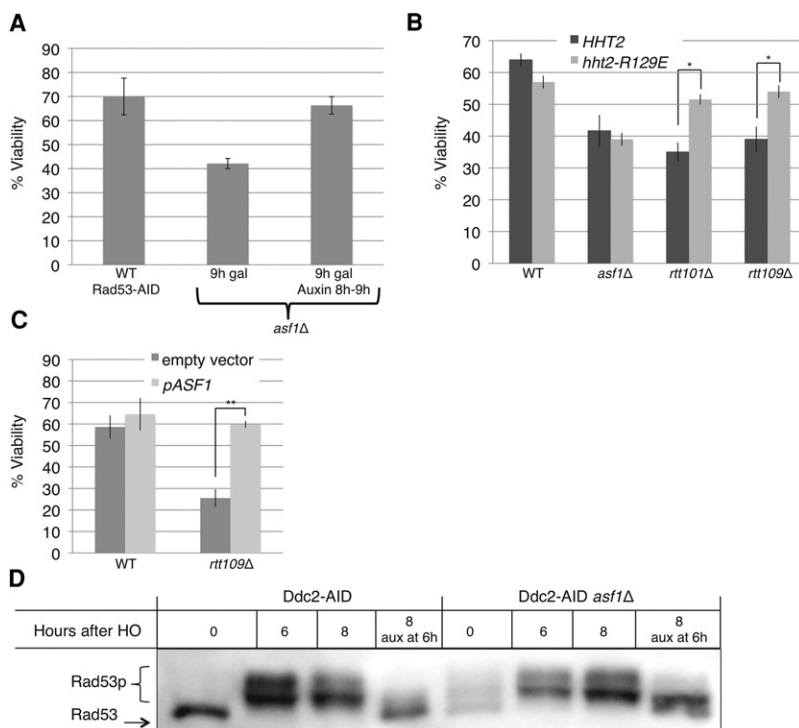 A
90
80
70
60
50
40
30
20
10
0
% Viability
WT
Rad53-AID
9h gal
9h gal
Auxin 8h-9h
asf1Δ
B
70
60
50
40
30
20
10
0
% Viability
HHT2
hht2-R129E
*
*
WT
asf1Δ
rtt101Δ
rtt109Δ
C
90
80
70
60
50
40
30
20
10
0
% Viability
empty vector
pASF1
**
WT
rtt109Δ
D
Ddc2-AID
Ddc2-AID asf1Δ
Hours after HO
0
6
8
8
aux at 6h
0
6
8
8
aux at 6h
Rad53p
Rad53